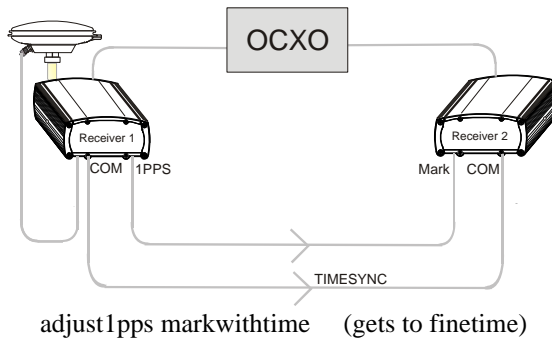 OCXO
Receiver 1
Receiver 2
COM 1PPS
Mark COM
TIMESYNC
adjust1pps markwithtime (gets to finetime)